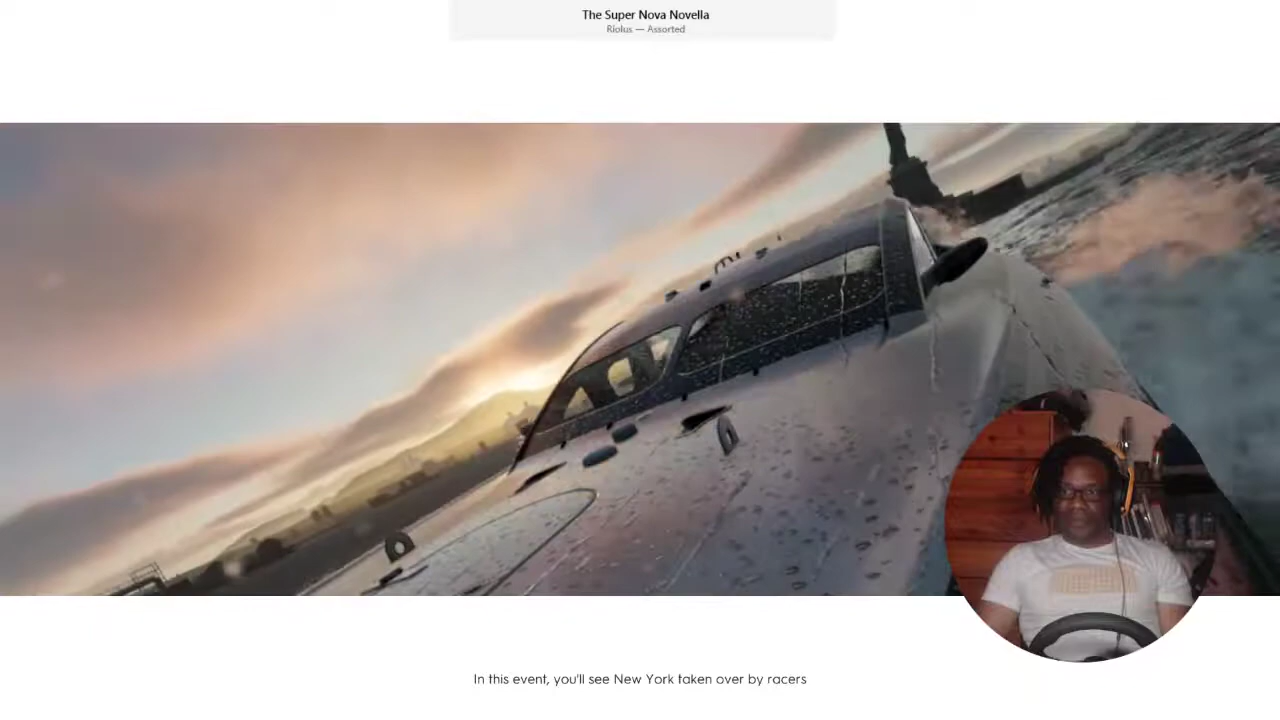 The Super Nova Novella
Riolus — Assorted
In this event, you'll see New York taken over by racers